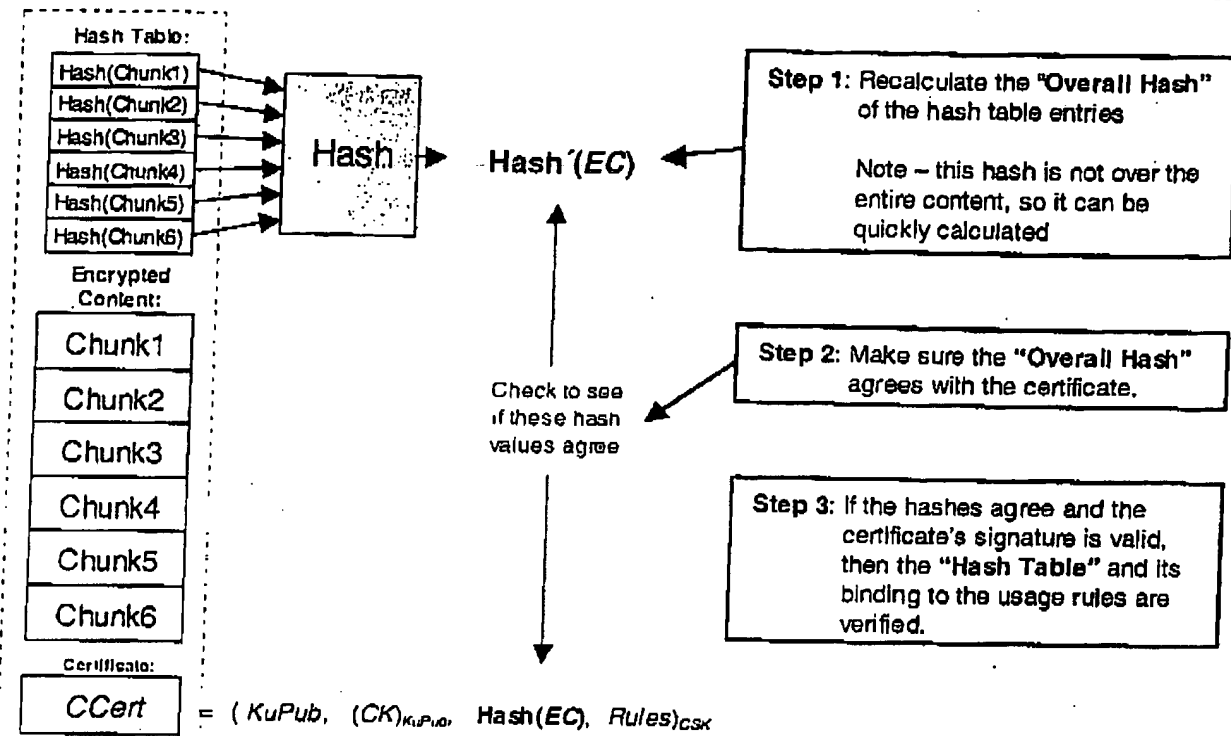 Hash Table:
Hash(Chunk1)
Hash(Chunk2)
Hash(Chunk3)
Hash(Chunk4)
Hash(Chunk5)
Hash(Chunk6)
Hash
Hash´(EC)
Step 1: Recalculate the "Overall Hash"
of the hash table entries
Note – this hash is not over the
entire content, so it can be
quickly calculated
Encrypted
Content:
Chunk1
Chunk2
Chunk3
Chunk4
Chunk5
Chunk6
Check to see
if these hash
values agree
Step 2: Make sure the "Overall Hash"
agrees with the certificate.
Step 3: If the hashes agree and the
certificate's signature is valid,
then the "Hash Table" and its
binding to the usage rules are
verified.
Certificate:
CCert = ( KuPub, (CK)KuPub, Hash(EC), Rules)CSK